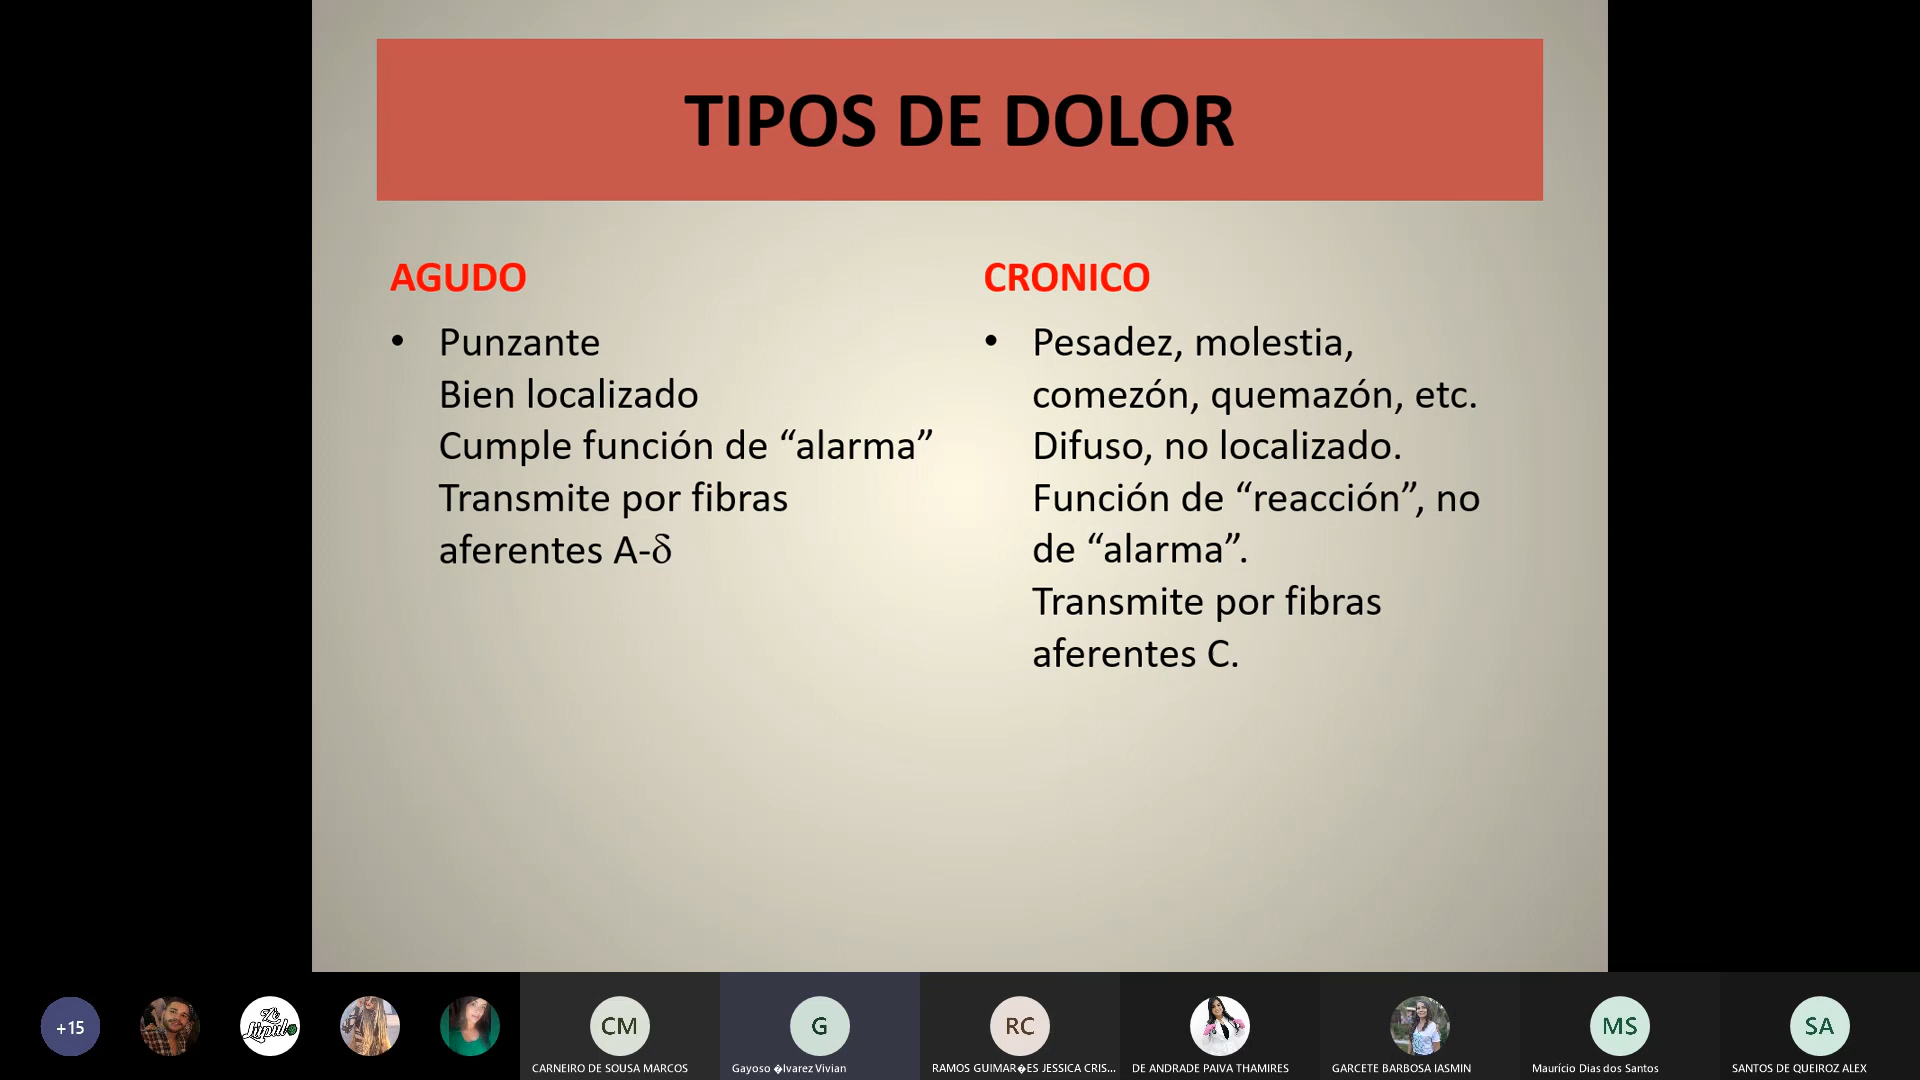 TIPOS DE DOLOR
AGUDO
• Punzante
Bien localizado
Cumple función de “alarma”
Transmite por fibras
aferentes A-δ
CRONICO
• Pesadez, molestia,
comezón, quemazón, etc.
Difuso, no localizado.
Función de “reacción”, no
de “alarma”.
Transmite por fibras
aferentes C.
+15
CM
G
RC
MS
SA
CARNEIRO DE SOUSA MARCOS
Gayoso �lvarez Vivian
RAMOS GUIMAR�ES JESSICA CRIS...
DE ANDRADE PAIVA THAMIRES
GARCETE BARBOSA IASMIN
Maurício Dias dos Santos
SANTOS DE QUEIROZ ALEX